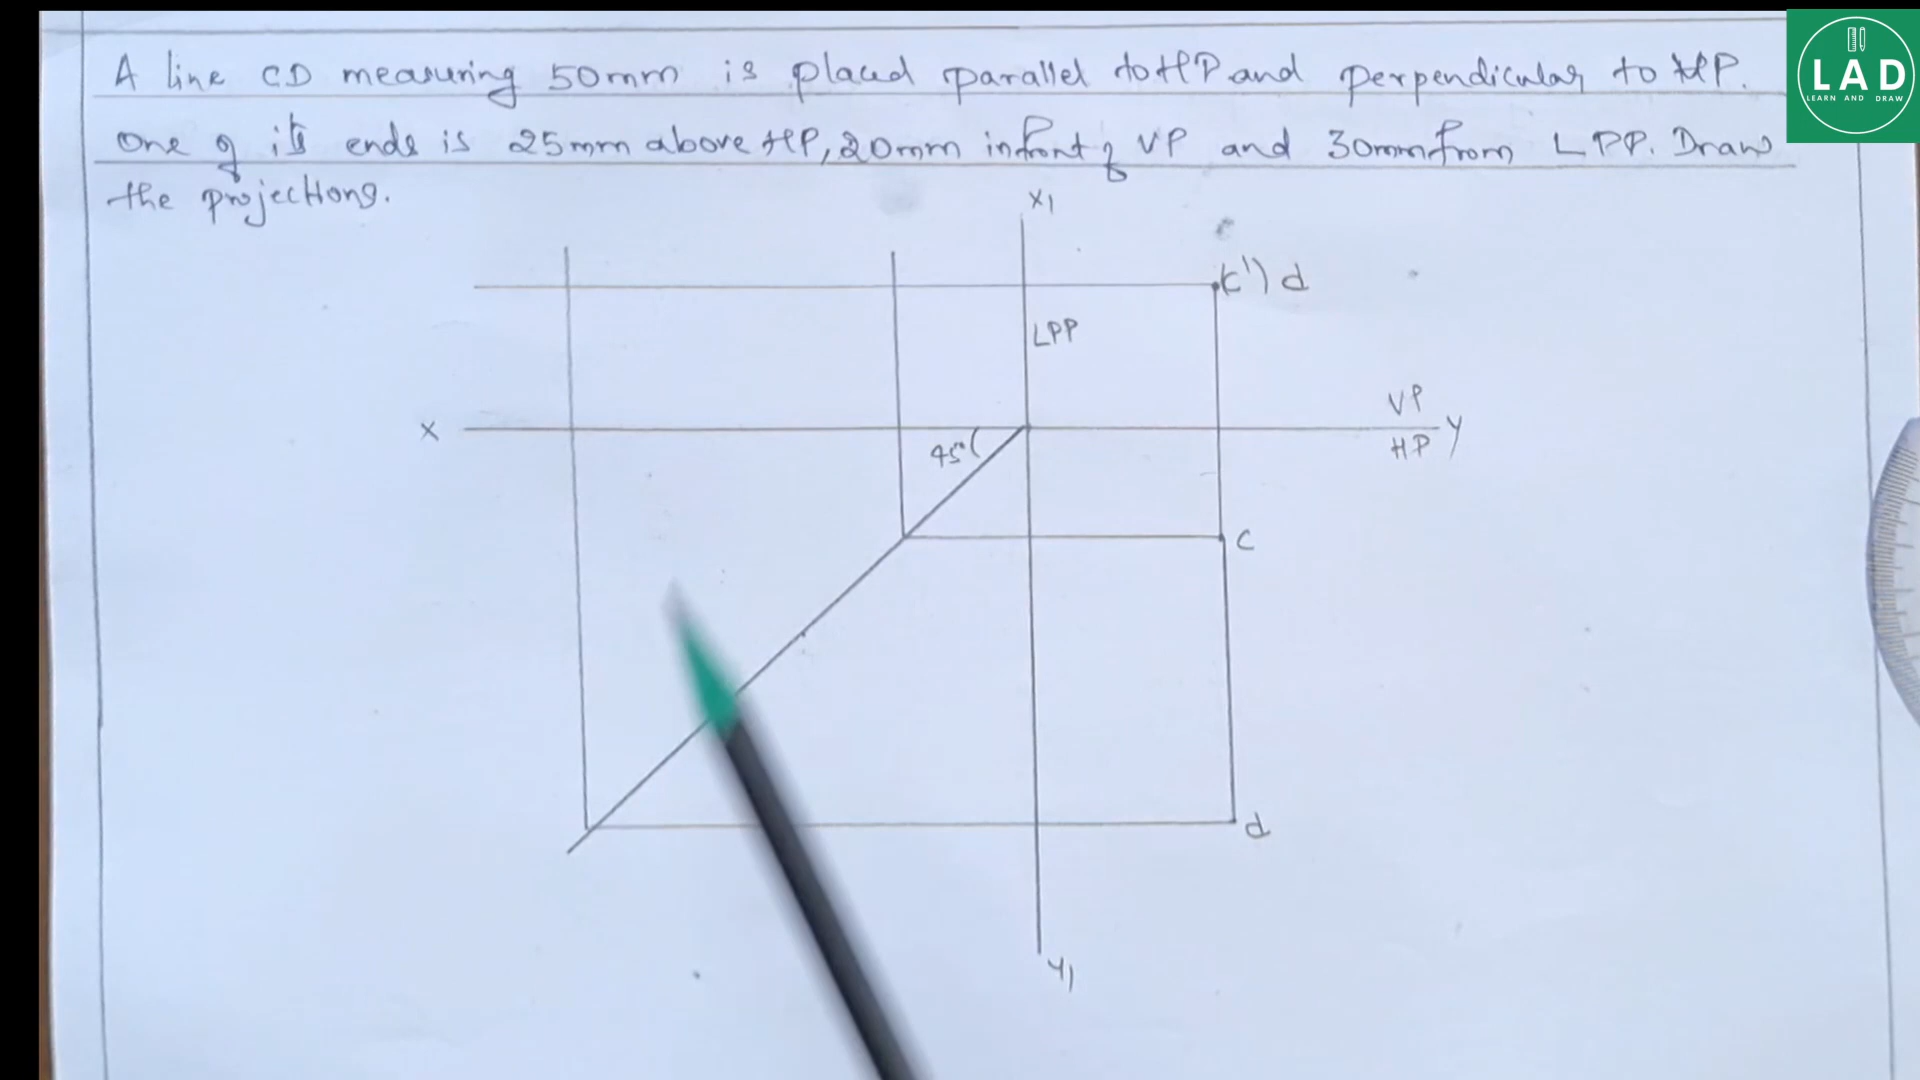 A line CD measuring 50mm is placed parallel to HP and perpendicular to HP.
One of its ends is 25mm above HP, 20mm infront of VP and 30mm from LPP. Draw
the projections.
X1
(c') d
LPP
VP
X
Y
HP
45°
c
d
Y1
LAD
LEARN AND DRAW